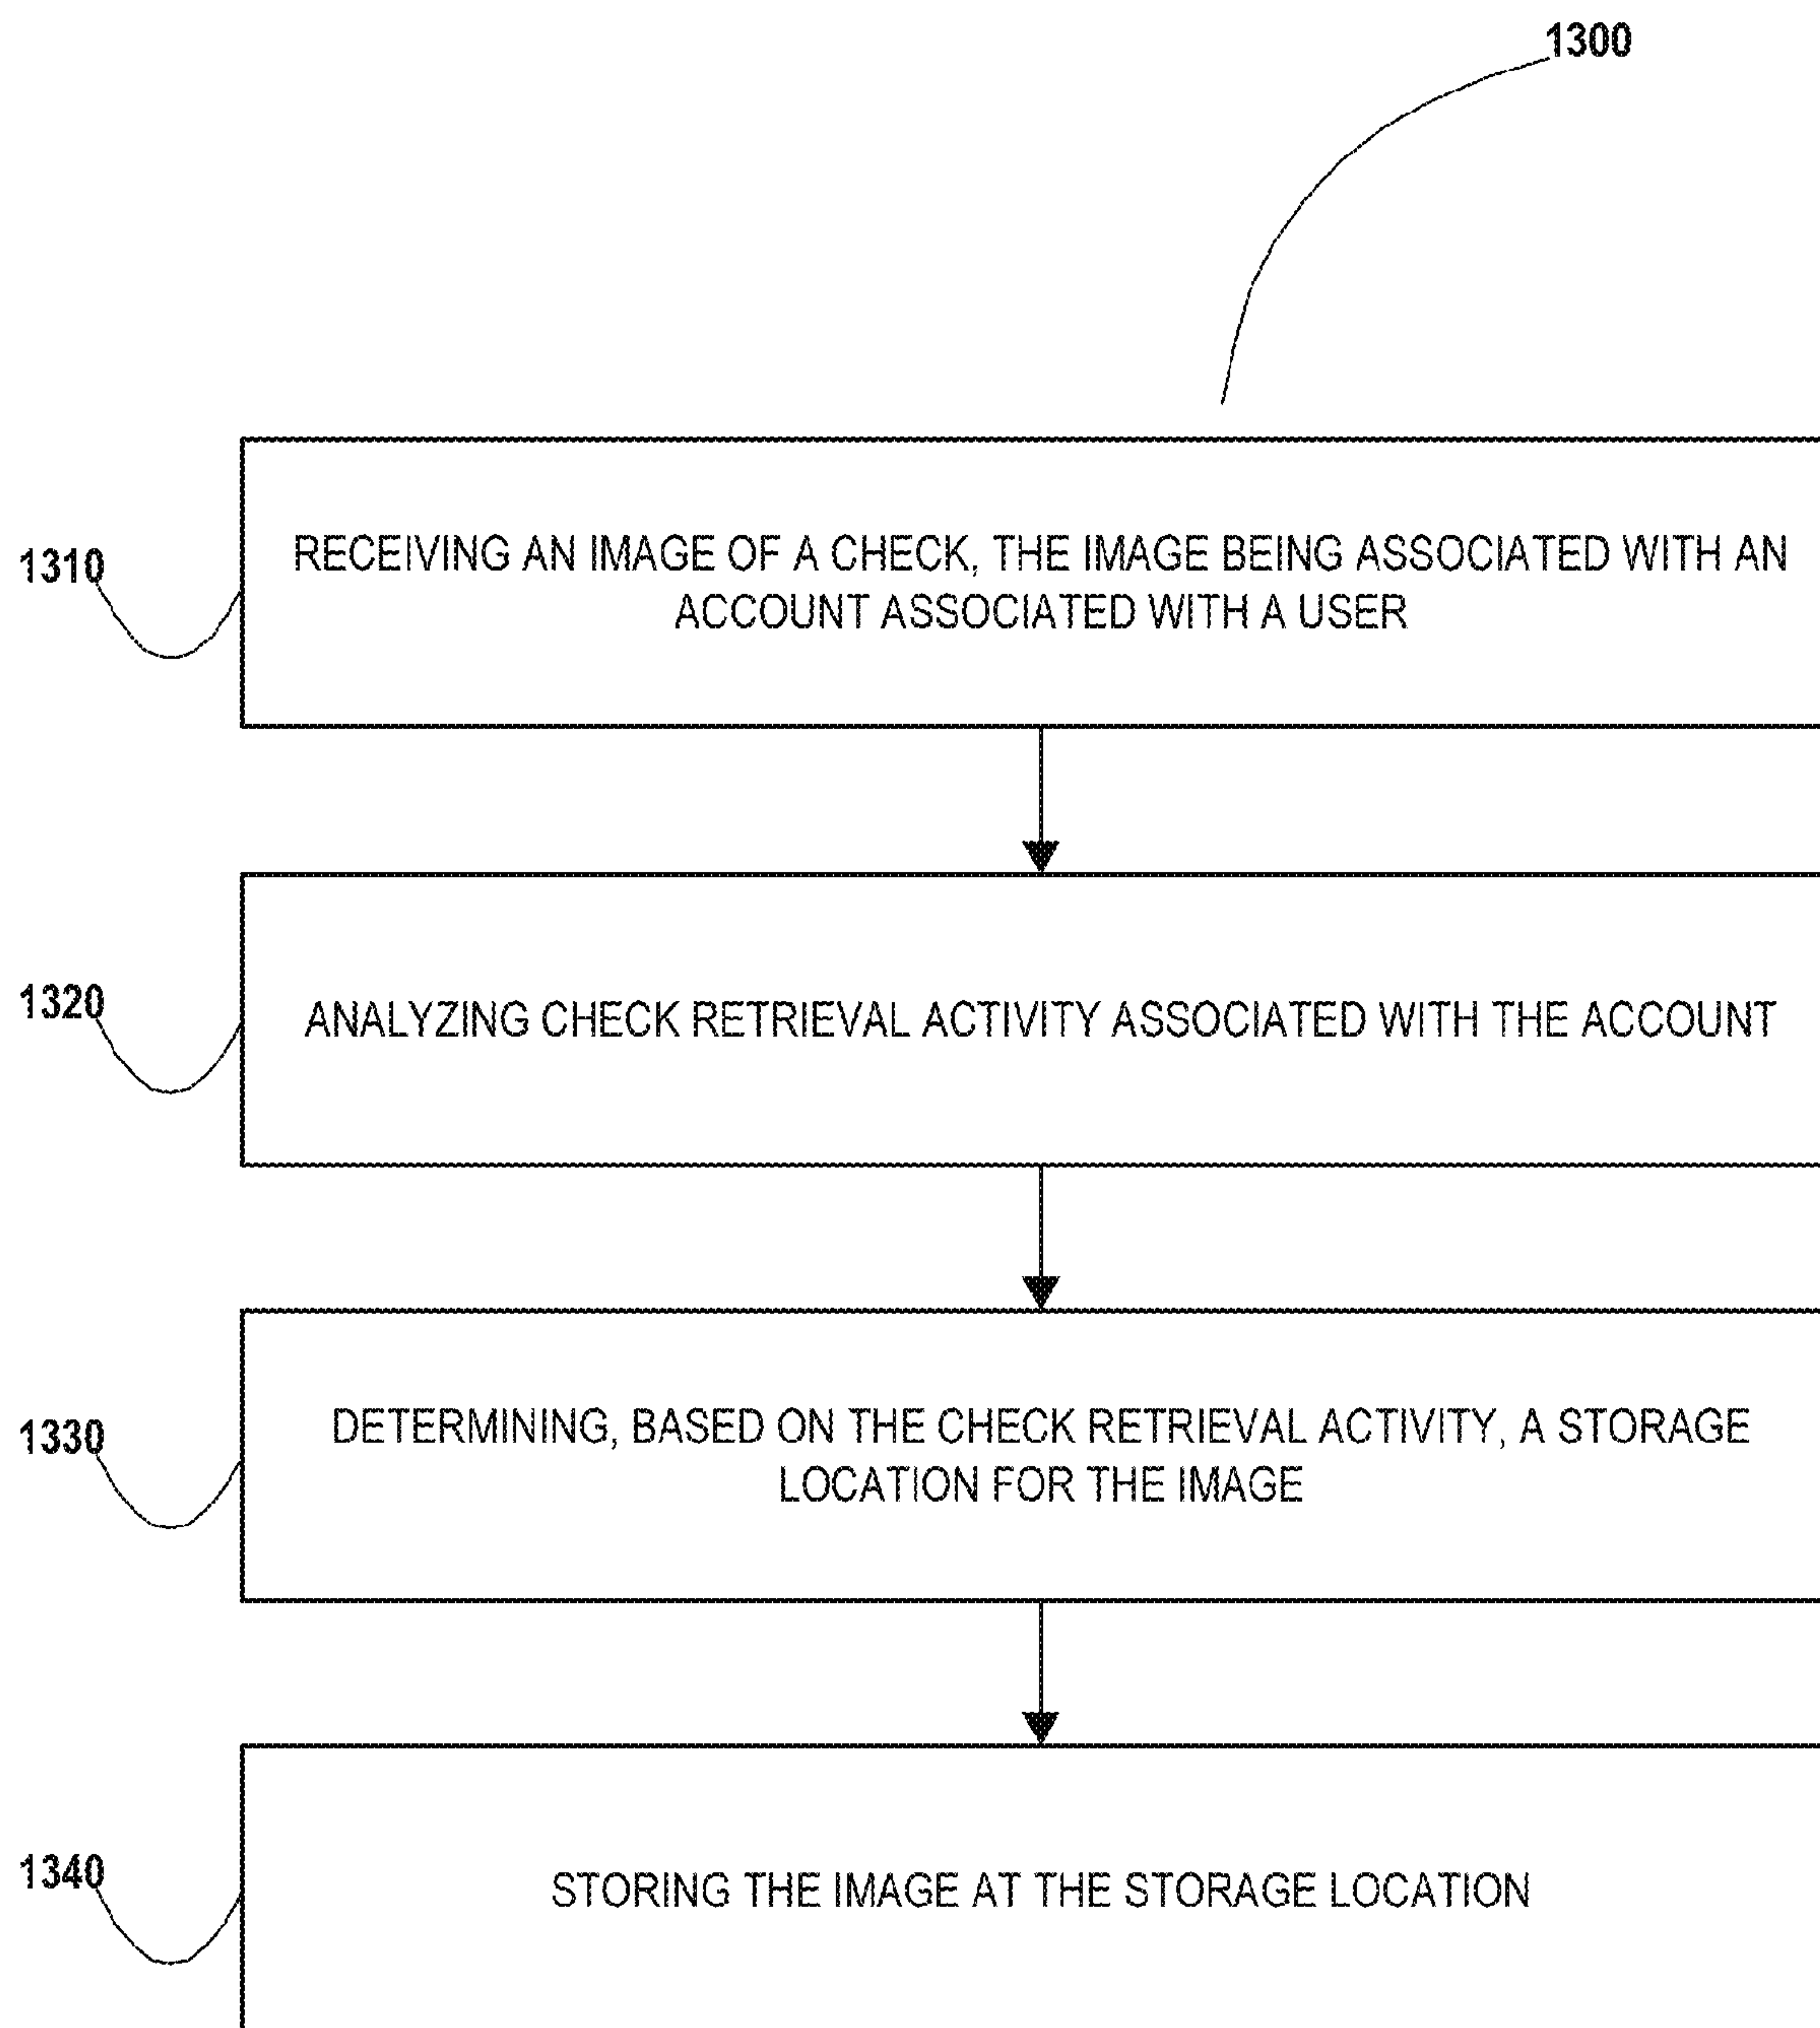 1300
1310
RECEIVING AN IMAGE OF A CHECK, THE IMAGE BEING ASSOCIATED WITH AN
ACCOUNT ASSOCIATED WITH A USER
1320
ANALYZING CHECK RETRIEVAL ACTIVITY ASSOCIATED WITH THE ACCOUNT
1330
DETERMINING, BASED ON THE CHECK RETRIEVAL ACTIVITY, A STORAGE
LOCATION FOR THE IMAGE
1340
STORING THE IMAGE AT THE STORAGE LOCATION